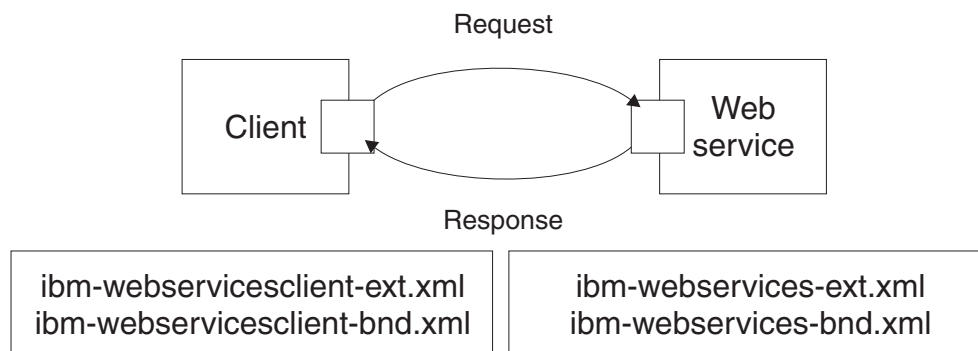 Request
Client
Web
service
Response
ibm-webservicesclient-ext.xml
ibm-webservicesclient-bnd.xml
ibm-webservices-ext.xml
ibm-webservices-bnd.xml